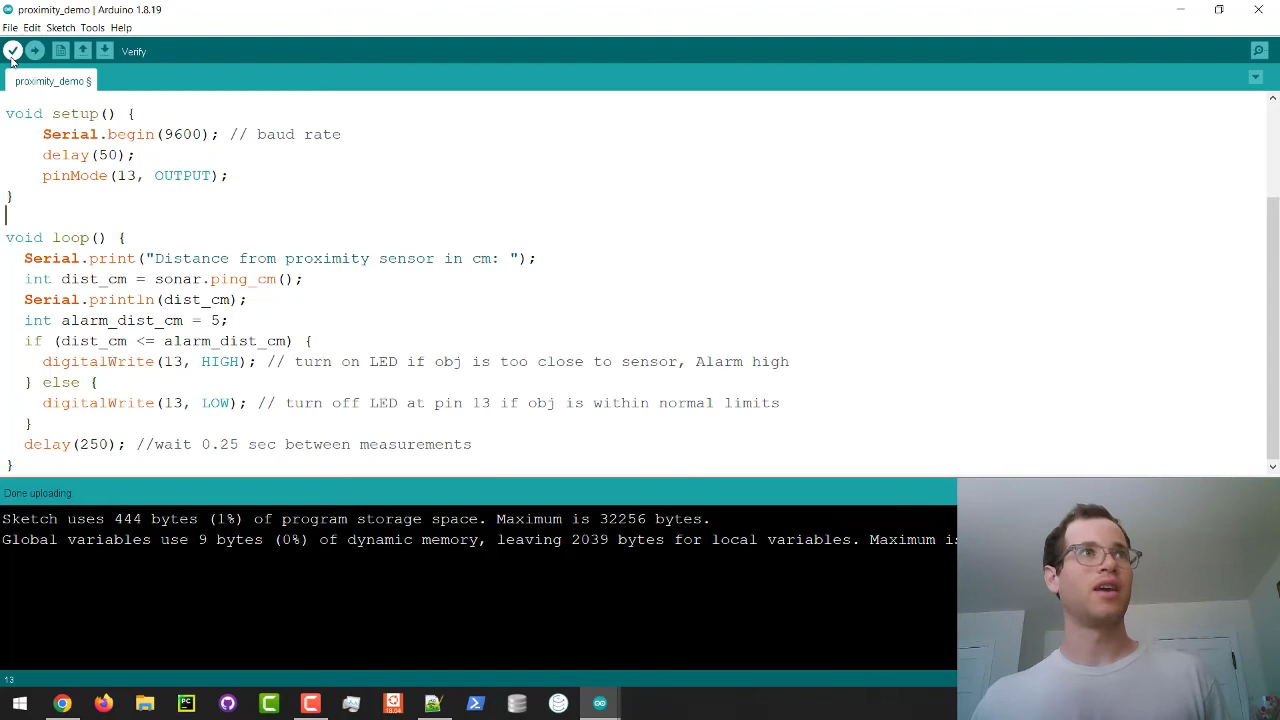 proximity_demo | Arduino 1.8.19
File Edit Sketch Tools Help
Verify
proximity_demo §
void setup() {
Serial.begin(9600); // baud rate
delay(50);
pinMode(13, OUTPUT);
}
void loop() {
Serial.print("Distance from proximity sensor in cm: ");
int dist_cm = sonar.ping_cm();
Serial.println(dist_cm);
int alarm_dist_cm = 5;
if (dist_cm <= alarm_dist_cm) {
digitalWrite(13, HIGH); // turn on LED if obj is too close to sensor, Alarm high
} else {
digitalWrite(13, LOW); // turn off LED at pin 13 if obj is within normal limits
}
delay(250); //wait 0.25 sec between measurements
}
Done uploading.
Sketch uses 444 bytes (1%) of program storage space. Maximum is 32256 bytes.
Global variables use 9 bytes (0%) of dynamic memory, leaving 2039 bytes for local variables. Maximum
13
PC
18.04